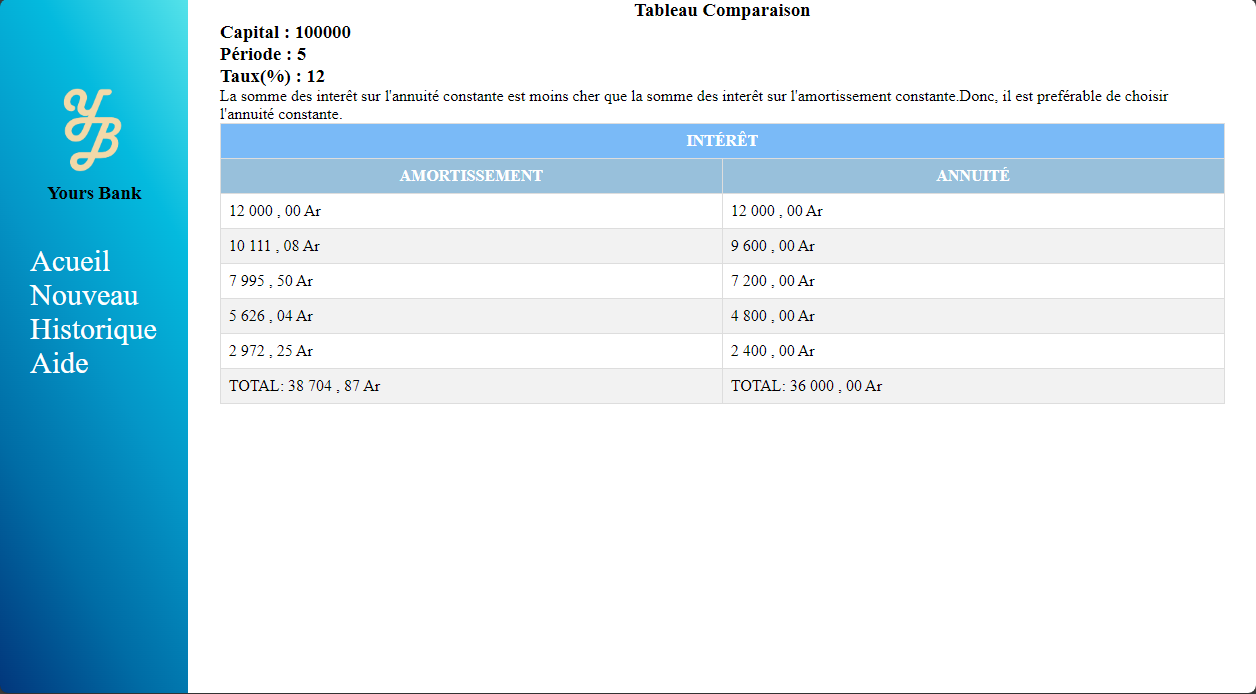 YB
Yours Bank
Acueil
Nouveau
Historique
Aide
Tableau Comparaison
Capital : 100000
Période : 5
Taux(%) : 12
La somme des interêt sur l'annuité constante est moins cher que la somme des interêt sur l'amortissement constante.Donc, il est preférable de choisir
l'annuité constante.
INTÉRÊT
AMORTISSEMENT ANNUITÉ
12 000 , 00 Ar 12 000 , 00 Ar
10 111 , 08 Ar 9 600 , 00 Ar
7 995 , 50 Ar 7 200 , 00 Ar
5 626 , 04 Ar 4 800 , 00 Ar
2 972 , 25 Ar 2 400 , 00 Ar
TOTAL: 38 704 , 87 Ar TOTAL: 36 000 , 00 Ar